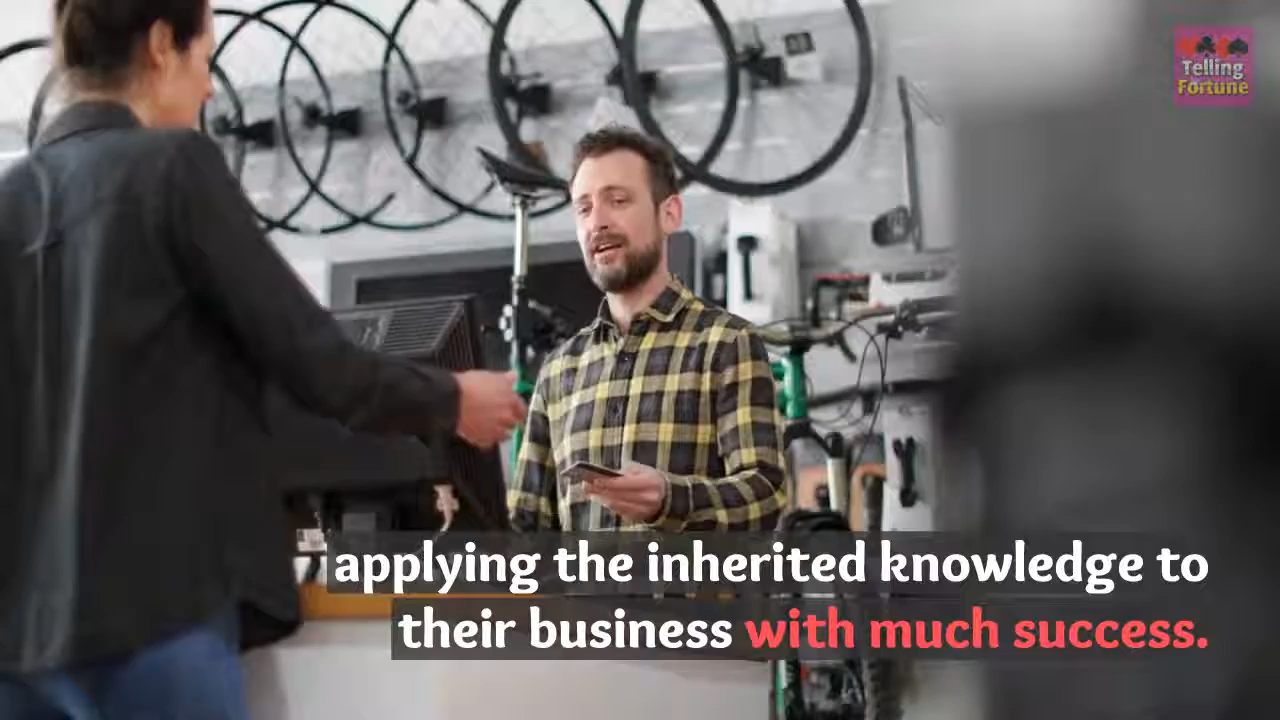 Telling
Fortune
applying the inherited knowledge to
their business with much success.